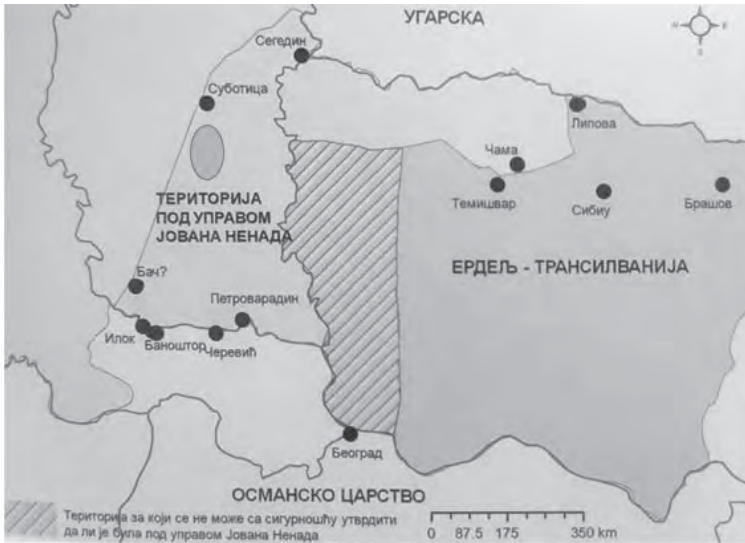 УГАРСКА
N
E
S
Сегедин
Суботица
Липова
Чама
Темишвар
Сибиу
Брашов
ТЕРИТОРИЈА
ПОД УПРАВОМ
ЈОВАНА НЕНАДА
ЕРДЕЉ - ТРАНСИЛВАНИЈА
Бач?
Петроварадин
Илок
Баноштор
Черевић
Београд
ОСМАНСКО ЦАРСТВО
Територија за који се не може са сигурношћу утврдити
да ли је била под управом Јована Ненада
0 87.5 175 350 km